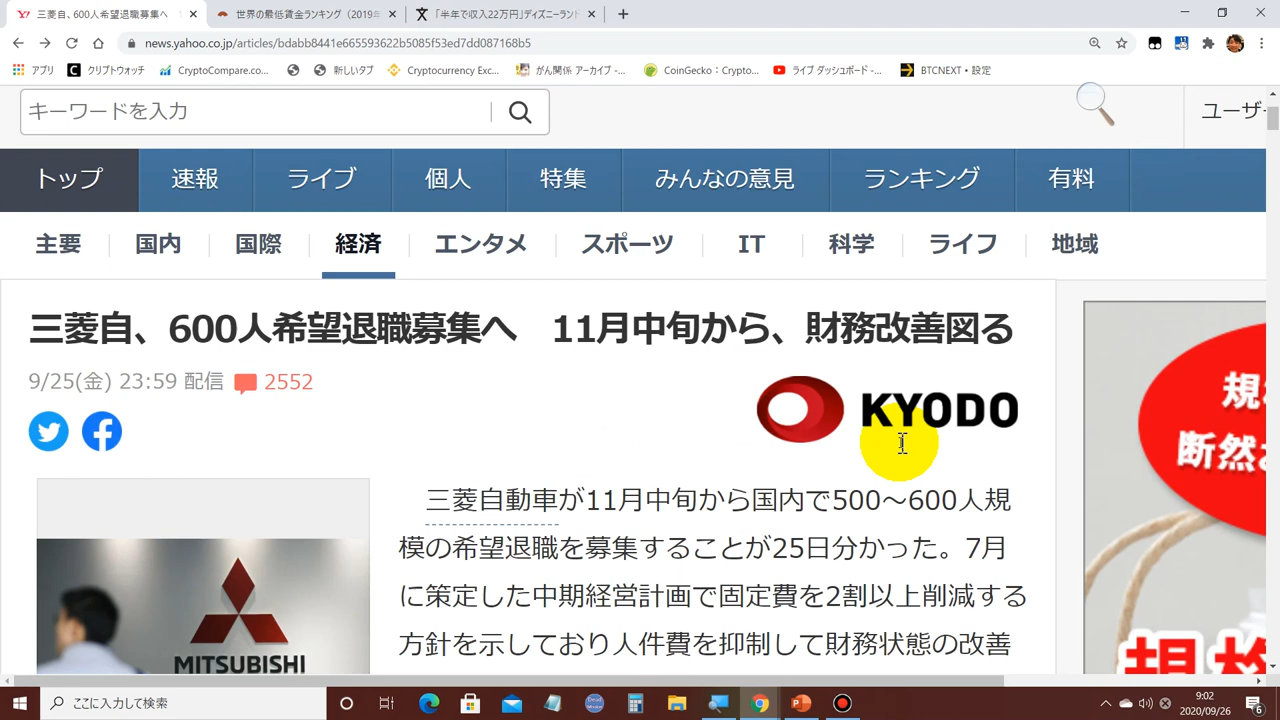 三菱自、600人希望退職募集へ
世界の最低賃金ランキング（2019年
「半年で収入22万円」ディズニーランド
news.yahoo.co.jp/articles/bdabb8441e665593622b5085f53ed7dd087168b5
アプリ
クリプトウォッチ
CryptoCompare.co...
新しいタブ
Cryptocurrency Exc...
がん関係 アーカイブ -...
CoinGecko：Crypto...
ライブ ダッシュボード -...
BTCNEXT・設定
キーワードを入力
ユーザー
トップ 速報 ライブ 個人 特集 みんなの意見 ランキング 有料
主要 国内 国際 経済 エンタメ スポーツ IT 科学 ライフ 地域
三菱自、600人希望退職募集へ　11月中旬から、財務改善図る
9/25(金) 23:59 配信 2552
KYODO
三菱自動車が11月中旬から国内で500～600人規
模の希望退職を募集することが25日分かった。7月
に策定した中期経営計画で固定費を2割以上削減する
方針を示しており人件費を抑制して財務状態の改善
MITSUBISHI
断然お
ここに入力して検索
9:02
2020/09/26
6